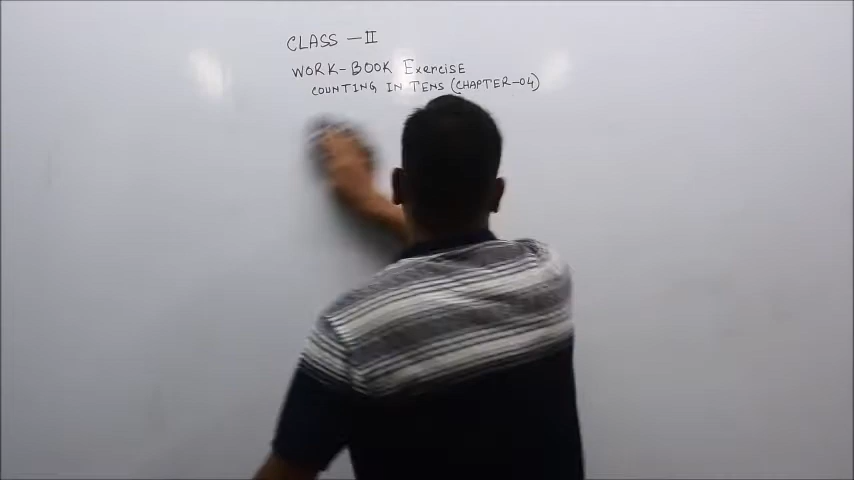 CLASS - II
WORK-BOOK Exercise
COUNTING IN TENS (CHAPTER-04)